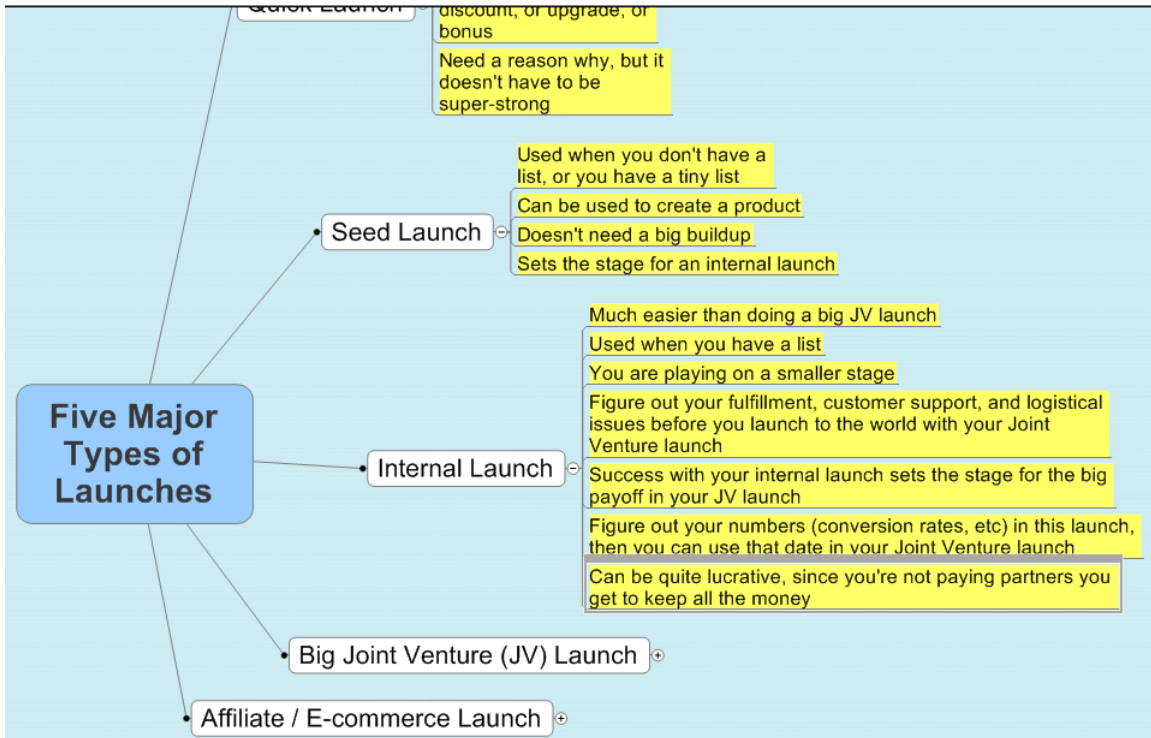 Quick Launch
discount, or upgrade, or
bonus
Need a reason why, but it
doesn't have to be
super-strong
Seed Launch
Used when you don't have a
list, or you have a tiny list
Can be used to create a product
Doesn't need a big buildup
Sets the stage for an internal launch
Five Major
Types of
Launches
Internal Launch
Much easier than doing a big JV launch
Used when you have a list
You are playing on a smaller stage
Figure out your fulfillment, customer support, and logistical
issues before you launch to the world with your Joint
Venture launch
Success with your internal launch sets the stage for the big
payoff in your JV launch
Figure out your numbers (conversion rates, etc) in this launch,
then you can use that date in your Joint Venture launch
Can be quite lucrative, since you're not paying partners you
get to keep all the money
Big Joint Venture (JV) Launch
Affiliate / E-commerce Launch